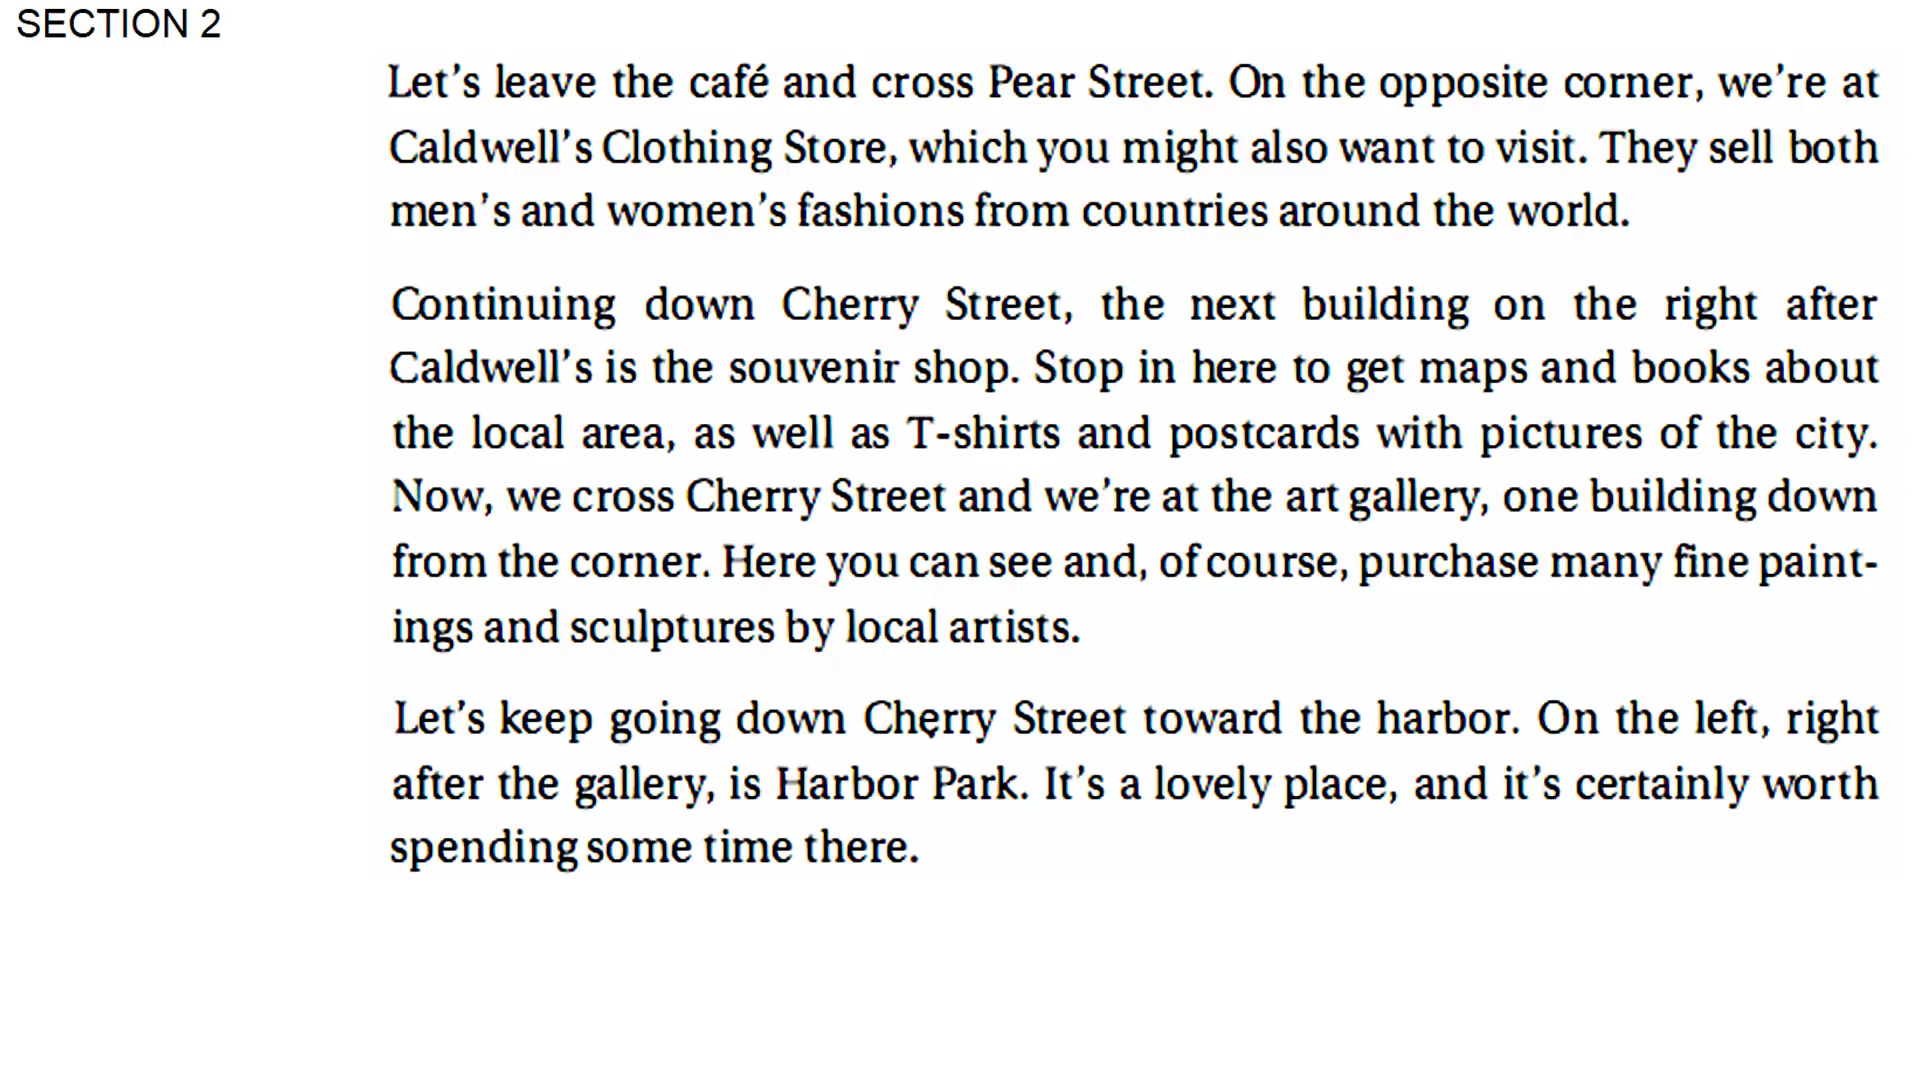 SECTION 2
Let's leave the café and cross Pear Street. On the opposite corner, we're at
Caldwell's Clothing Store, which you might also want to visit. They sell both
men's and women's fashions from countries around the world.
Continuing down Cherry Street, the next building on the right after
Caldwell's is the souvenir shop. Stop in here to get maps and books about
the local area, as well as T-shirts and postcards with pictures of the city.
Now, we cross Cherry Street and we're at the art gallery, one building down
from the corner. Here you can see and, of course, purchase many fine paint-
ings and sculptures by local artists.
Let's keep going down Cherry Street toward the harbor. On the left, right
after the gallery, is Harbor Park. It's a lovely place, and it's certainly worth
spending some time there.